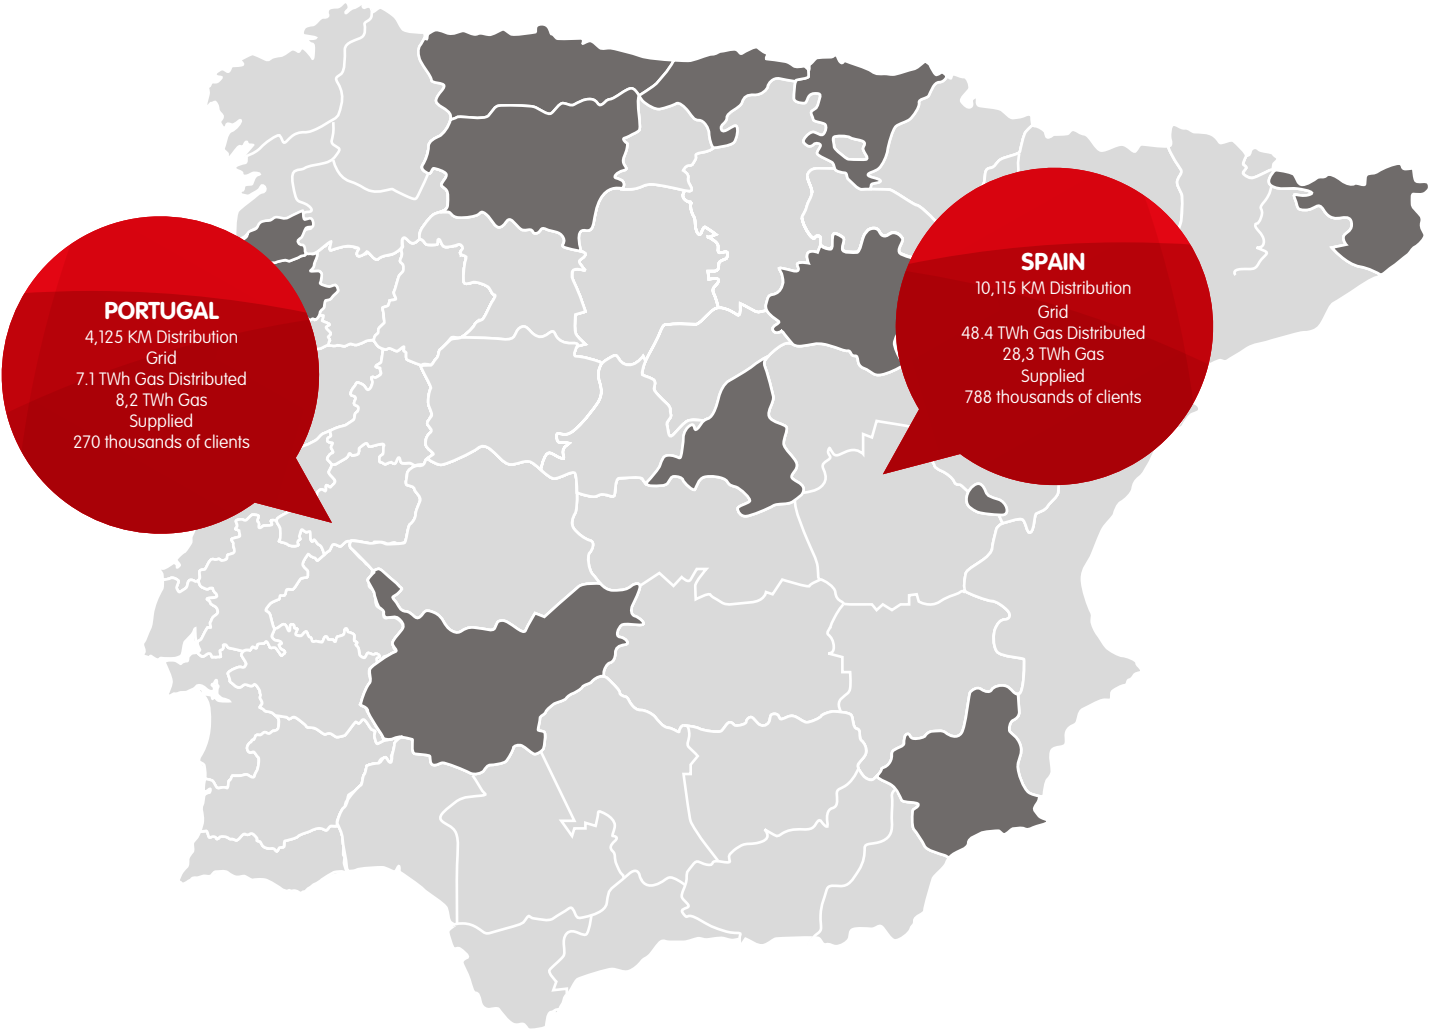 PORTUGAL
4,125 KM Distribution
Grid
7.1 TWh Gas Distributed
8,2 TWh Gas
Supplied
270 thousands of clients
SPAIN
10,115 KM Distribution
Grid
48.4 TWh Gas Distributed
28,3 TWh Gas
Supplied
788 thousands of clients